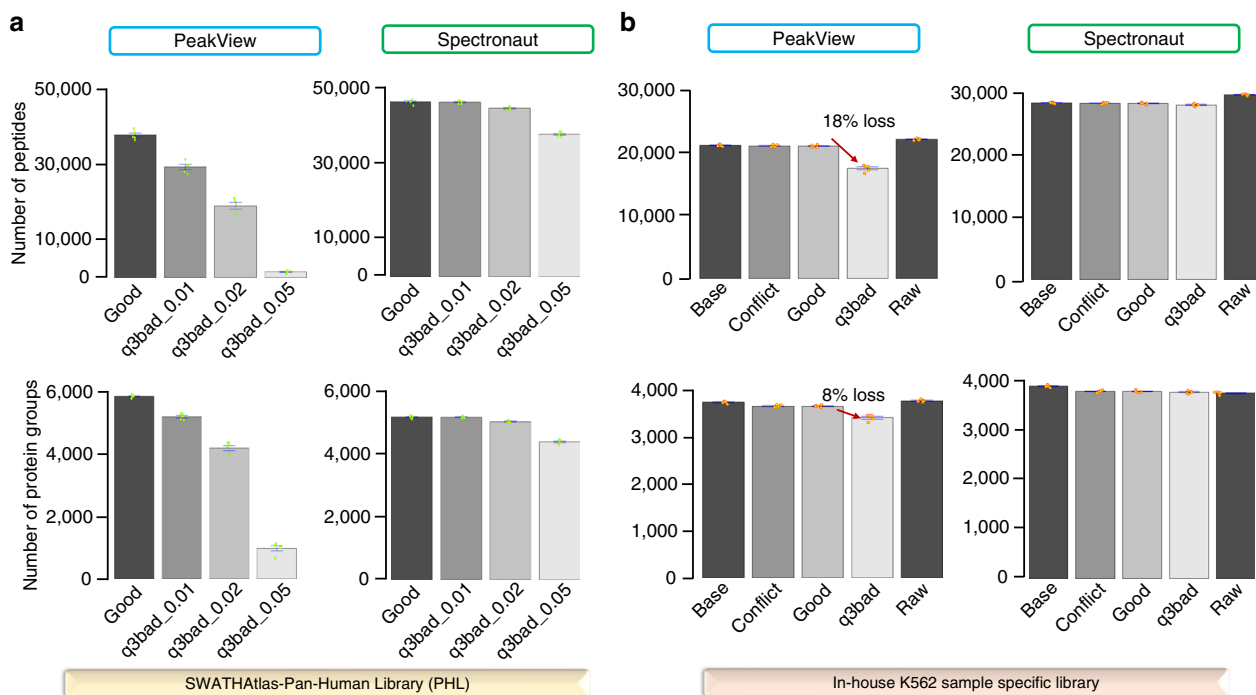 a
PeakView
Spectronaut
b
PeakView
Spectronaut
Number of peptides
50,000
30,000
10,000
0
Good
q3bad_0.01
q3bad_0.02
q3bad_0.05
50,000
30,000
10,000
0
Good
q3bad_0.01
q3bad_0.02
q3bad_0.05
30,000
20,000
10,000
0
18% loss
Base
Conflict
Good
q3bad
Raw
30,000
20,000
10,000
0
Base
Conflict
Good
q3bad
Raw
Number of protein groups
6,000
4,000
2,000
0
Good
q3bad_0.01
q3bad_0.02
q3bad_0.05
6,000
4,000
2,000
0
Good
q3bad_0.01
q3bad_0.02
q3bad_0.05
4,000
3,000
2,000
1,000
0
8% loss
Base
Conflict
Good
q3bad
Raw
4,000
3,000
2,000
1,000
0
Base
Conflict
Good
q3bad
Raw
SWATHAtlas-Pan-Human Library (PHL)
In-house K562 sample specific library